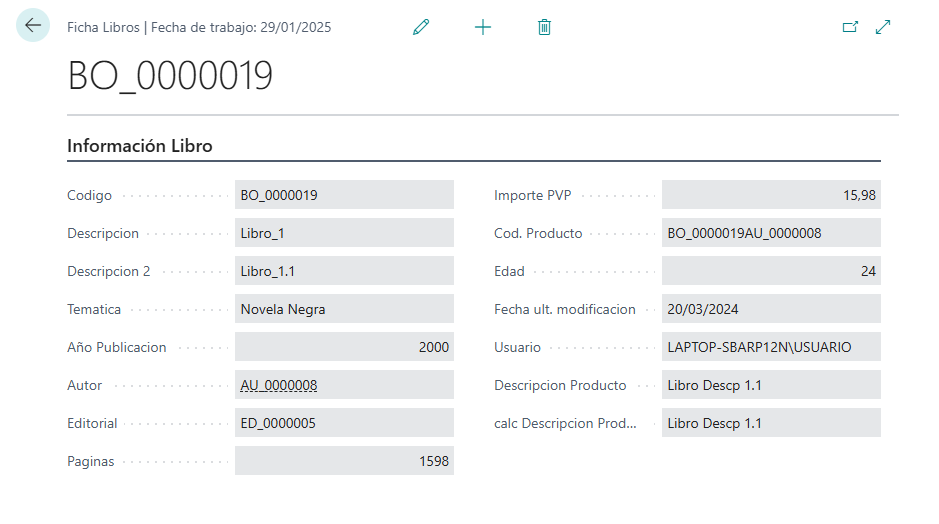 Ficha Libros | Fecha de trabajo: 29/01/2025
BO_0000019
Información Libro
Codigo BO_0000019
Descripcion Libro_1
Descripcion 2 Libro_1.1
Tematica Novela Negra
Año Publicacion 2000
Autor AU_0000008
Editorial ED_0000005
Paginas 1598
Importe PVP 15,98
Cod. Producto BO_0000019AU_0000008
Edad 24
Fecha ult. modificacion 20/03/2024
Usuario LAPTOP-SBARP12N\USUARIO
Descripcion Producto Libro Descp 1.1
calc Descripcion Prod... Libro Descp 1.1